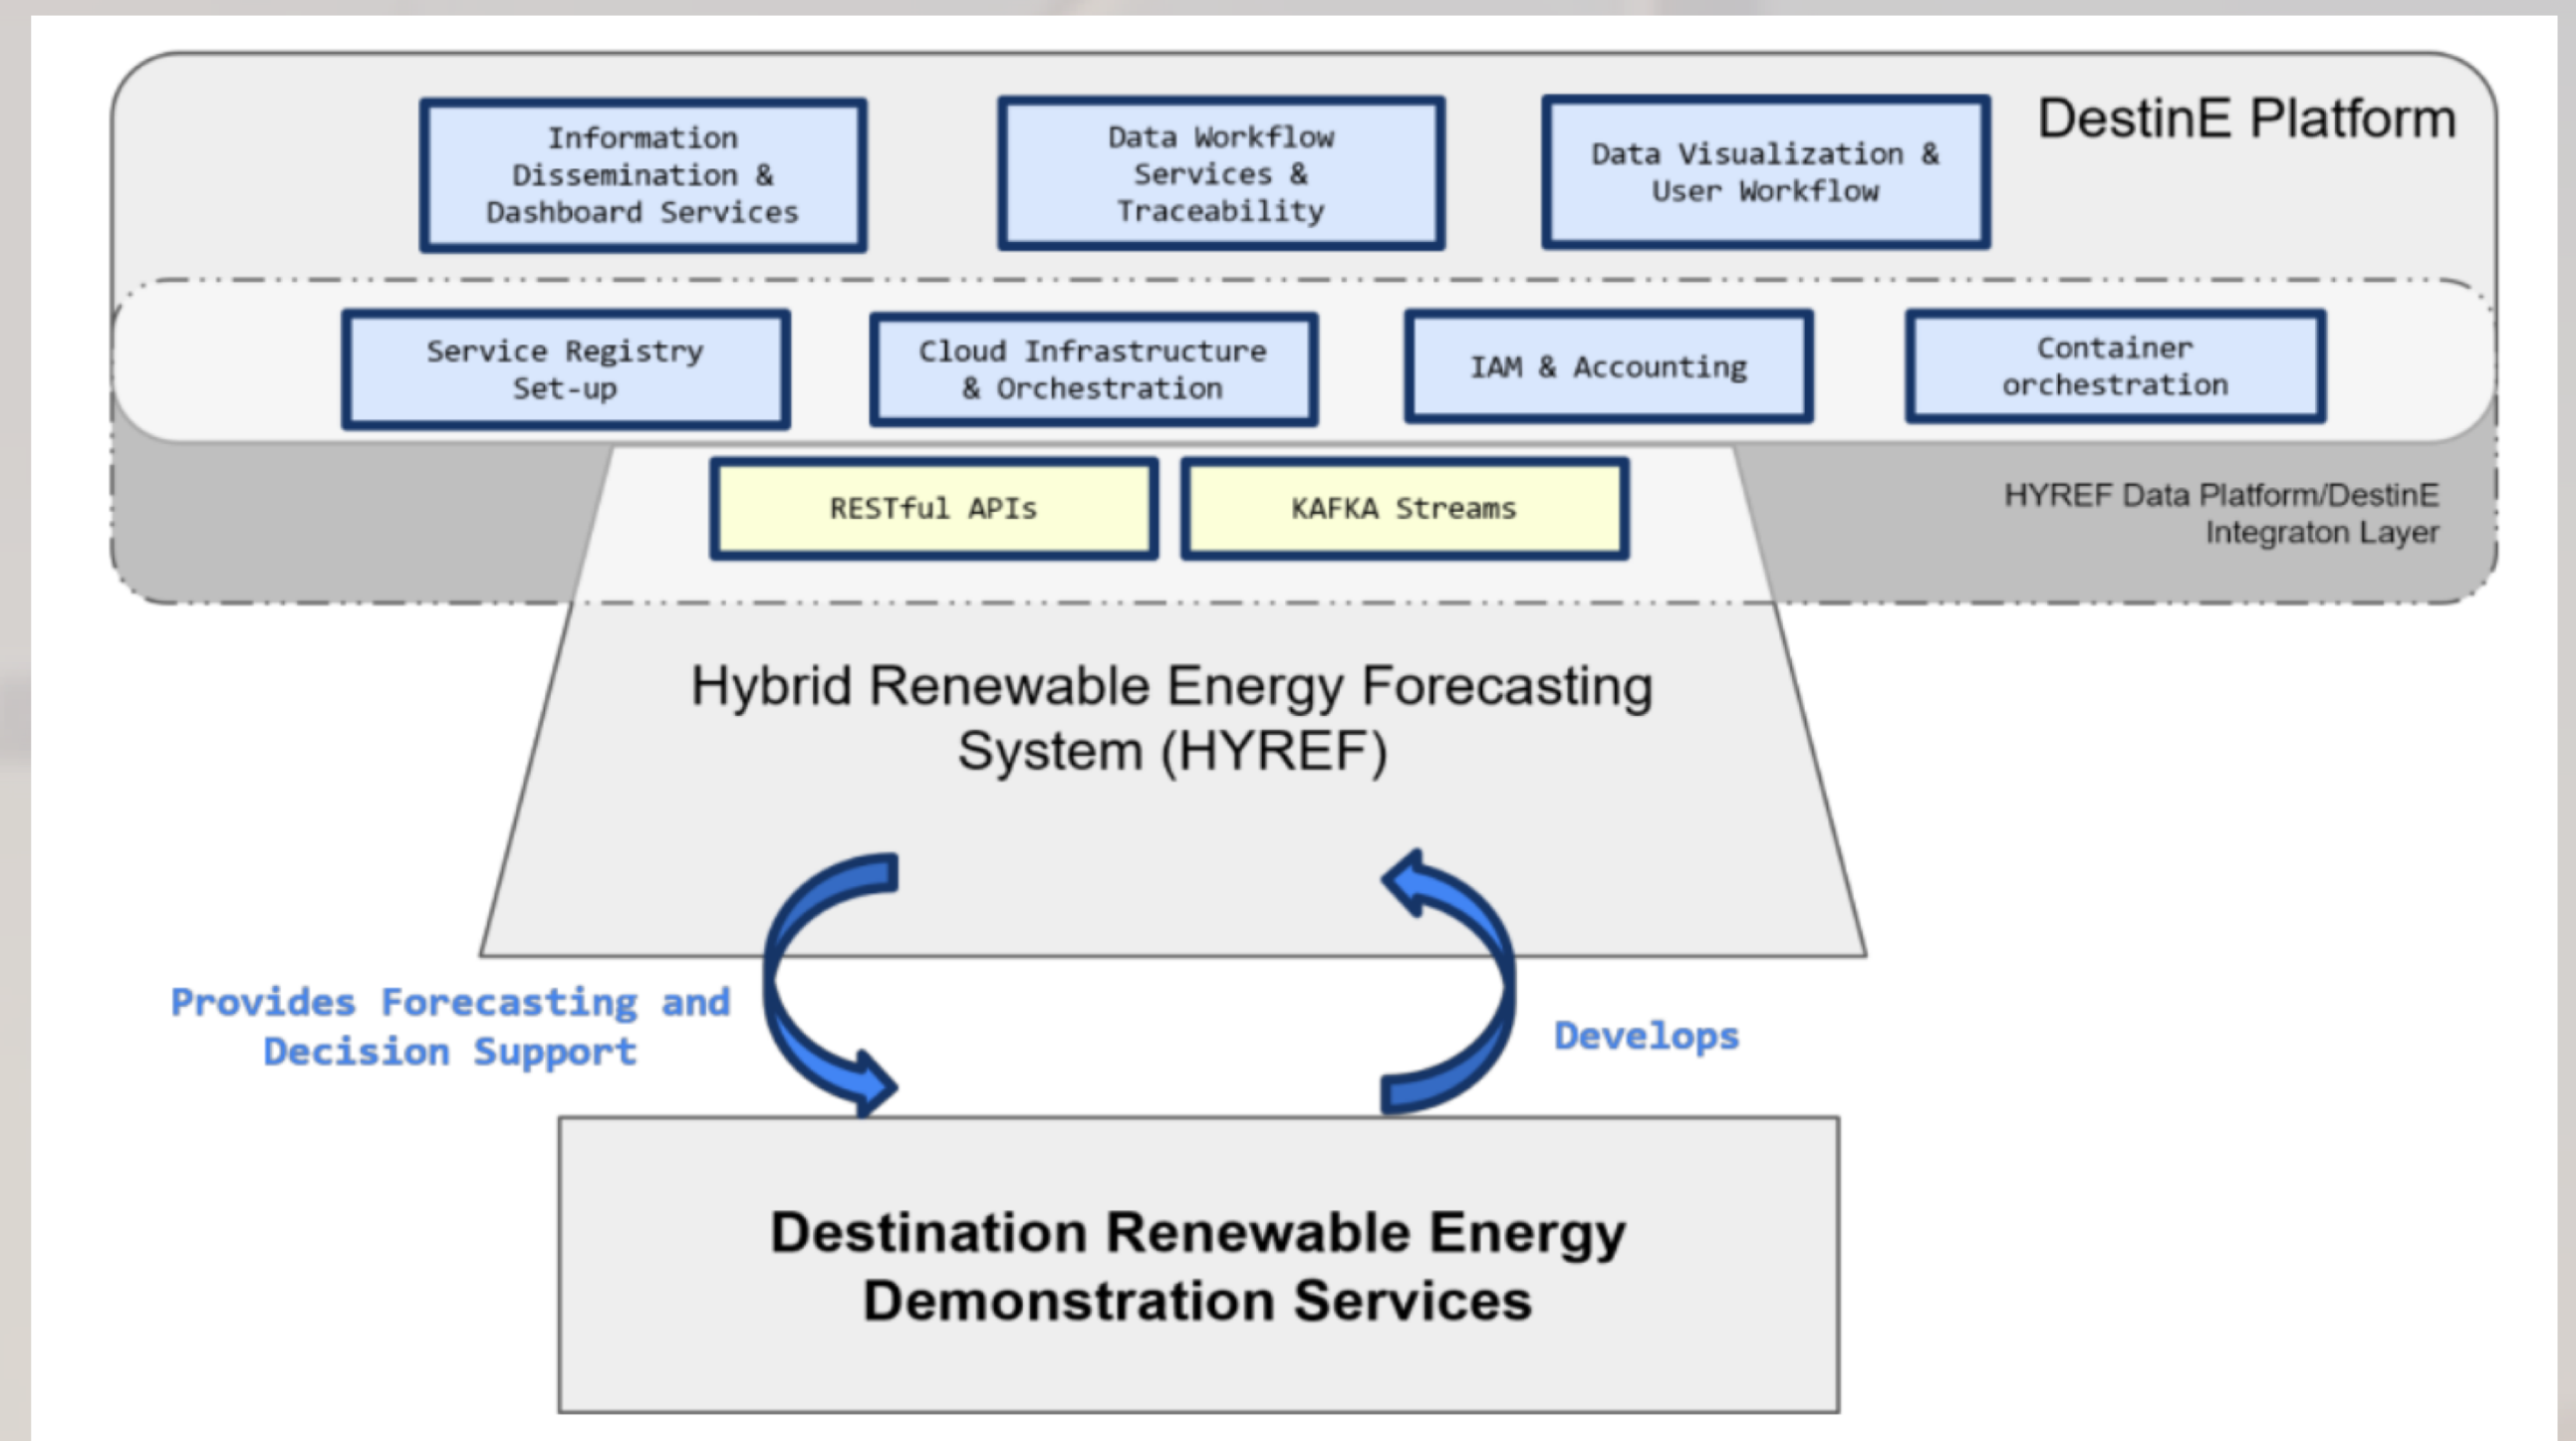 DestinE Platform
Information
Dissemination &
Dashboard Services
Data Workflow
Services &
Traceability
Data Visualization &
User Workflow
Service Registry
Set-up
Cloud Infrastructure
& Orchestration
IAM & Accounting
Container
orchestration
RESTful APIs
KAFKA Streams
HYREF Data Platform/DestinE
Integraton Layer
Hybrid Renewable Energy Forecasting
System (HYREF)
Provides Forecasting and
Decision Support
Develops
Destination Renewable Energy
Demonstration Services